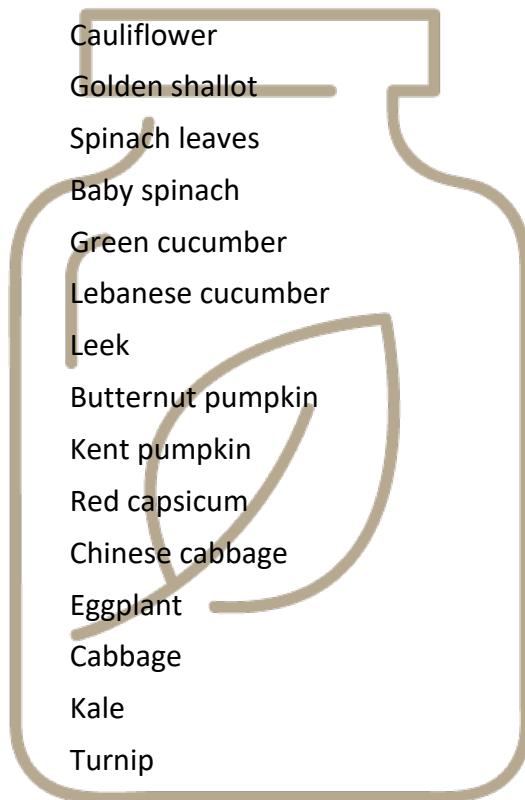 Cauliflower
Golden shallot
Spinach leaves
Baby spinach
Green cucumber
Lebanese cucumber
Leek
Butternut pumpkin
Kent pumpkin
Red capsicum
Chinese cabbage
Eggplant
Cabbage
Kale
Turnip